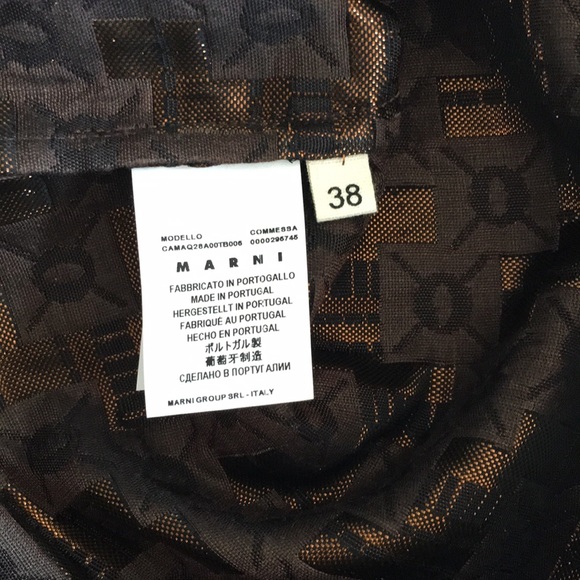 38
MODELLO COMMESSA
CAMAQ28A00TB006 0000296745
MARNI
FABBRICATO IN PORTOGALLO
MADE IN PORTUGAL
HERGESTELLT IN PORTUGAL
FABRIQUÉ AU PORTUGAL
HECHO EN PORTUGAL
ポルトガル製
葡萄牙制造
СДЕЛАНО В ПОРТУГАЛИИ
MARNI GROUP SRL - ITALY